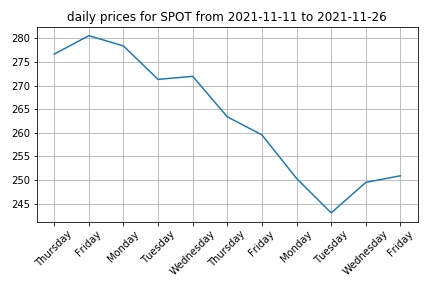 daily prices for SPOT from 2021-11-11 to 2021-11-26
280
275
270
265
260
255
250
245
Thursday
Friday
Monday
Tuesday
Wednesday
Thursday
Friday
Monday
Tuesday
Wednesday
Friday